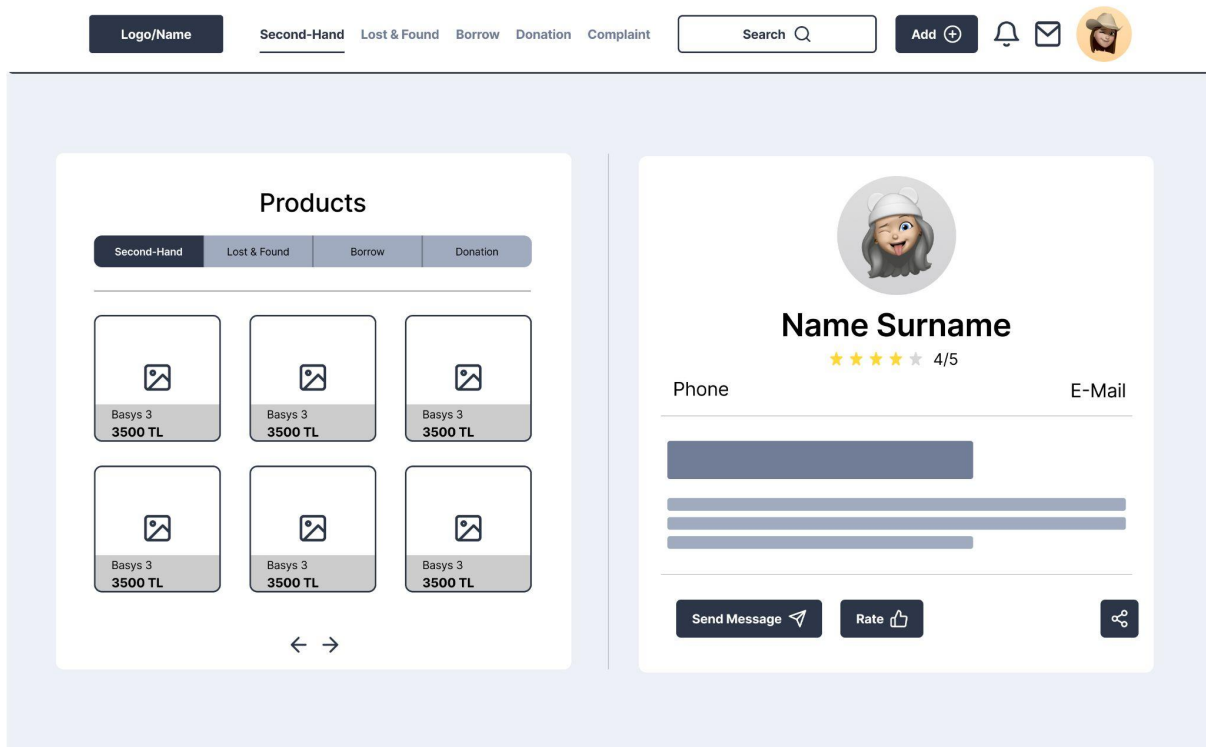 Logo/Name Second-Hand Lost & Found Borrow Donation Complaint Search Add
Products
Second-Hand Lost & Found Borrow Donation
Basys 3 Basys 3 Basys 3
3500 TL 3500 TL 3500 TL
Basys 3 Basys 3 Basys 3
3500 TL 3500 TL 3500 TL
Name Surname
4/5
Phone E-Mail
Send Message Rate